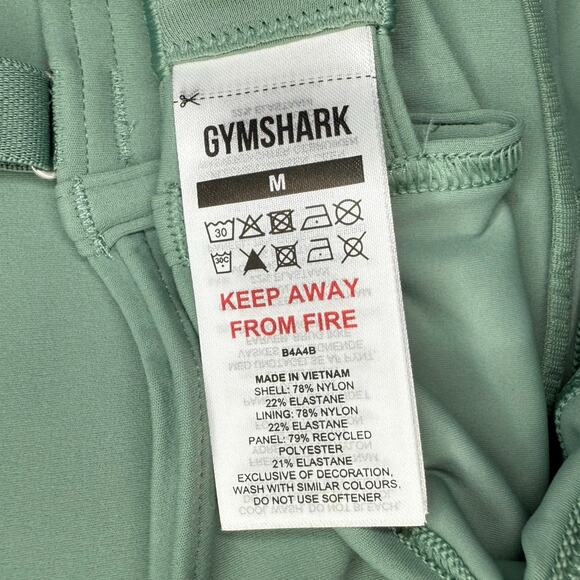 GYMSHARK
M
30
30C
KEEP AWAY
FROM FIRE
B4A4B
MADE IN VIETNAM
SHELL: 78% NYLON
22% ELASTANE
LINING: 78% NYLON
22% ELASTANE
PANEL: 79% RECYCLED
POLYESTER
21% ELASTANE
EXCLUSIVE OF DECORATION.
WASH WITH SIMILAR COLOURS.
DO NOT USE SOFTENER